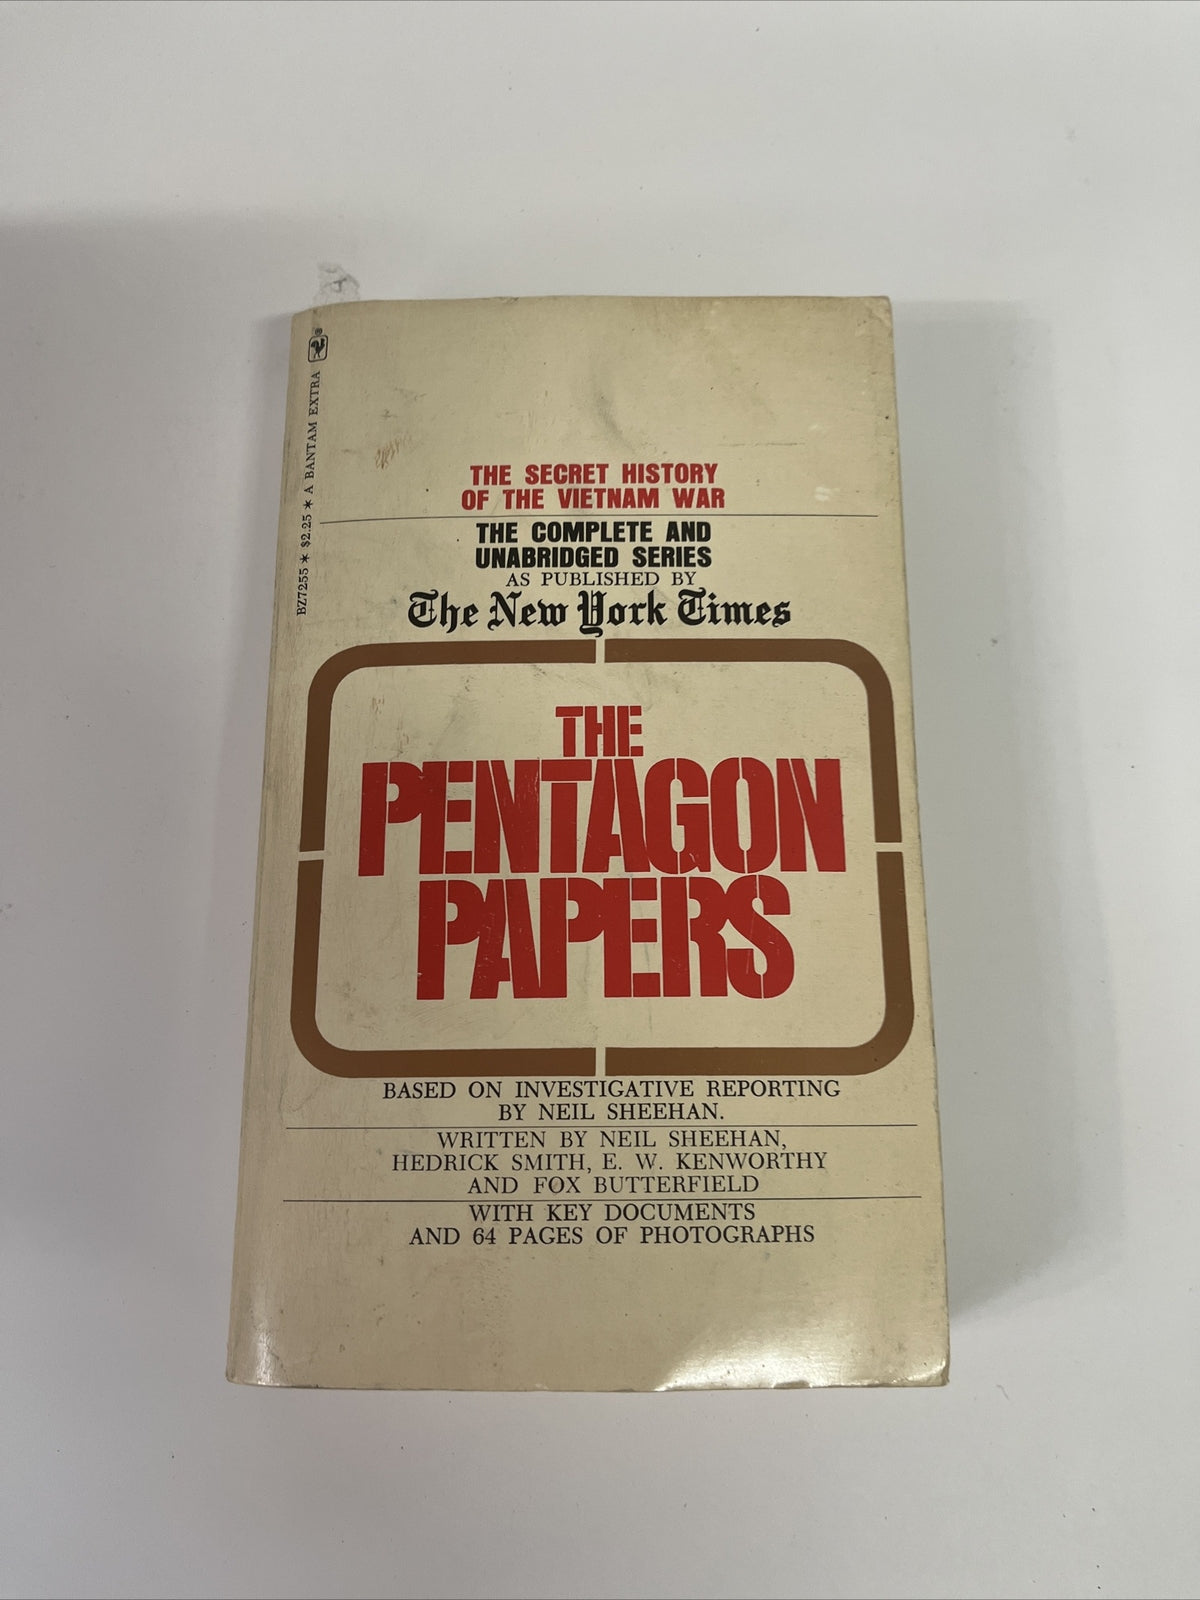 BZ7255 * $2.25 * A BANTAM EXTRA
THE SECRET HISTORY
OF THE VIETNAM WAR
THE COMPLETE AND
UNABRIDGED SERIES
AS PUBLISHED BY
The New York Times
THE
PENTAGON
PAPERS
BASED ON INVESTIGATIVE REPORTING
BY NEIL SHEEHAN.
WRITTEN BY NEIL SHEEHAN,
HEDRICK SMITH, E. W. KENWORTHY
AND FOX BUTTERFIELD
WITH KEY DOCUMENTS
AND 64 PAGES OF PHOTOGRAPHS